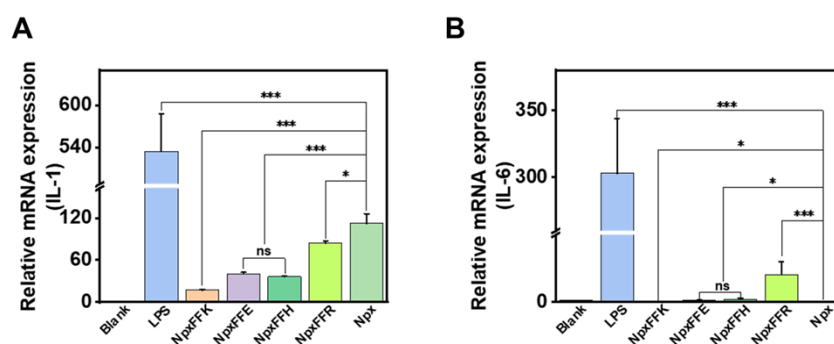 A
B
Relative mRNA expression
(IL-1)
600
540
120
60
0
***
***
***
*
ns
Blank
LPS
NpxFFK
NpxFFE
NpxFFH
NpxFFR
Npx
Relative mRNA expression
(IL-6)
350
300
0
***
*
*
***
ns
Blank
LPS
NpxFFK
NpxFFE
NpxFFH
NpxFFR
Npx